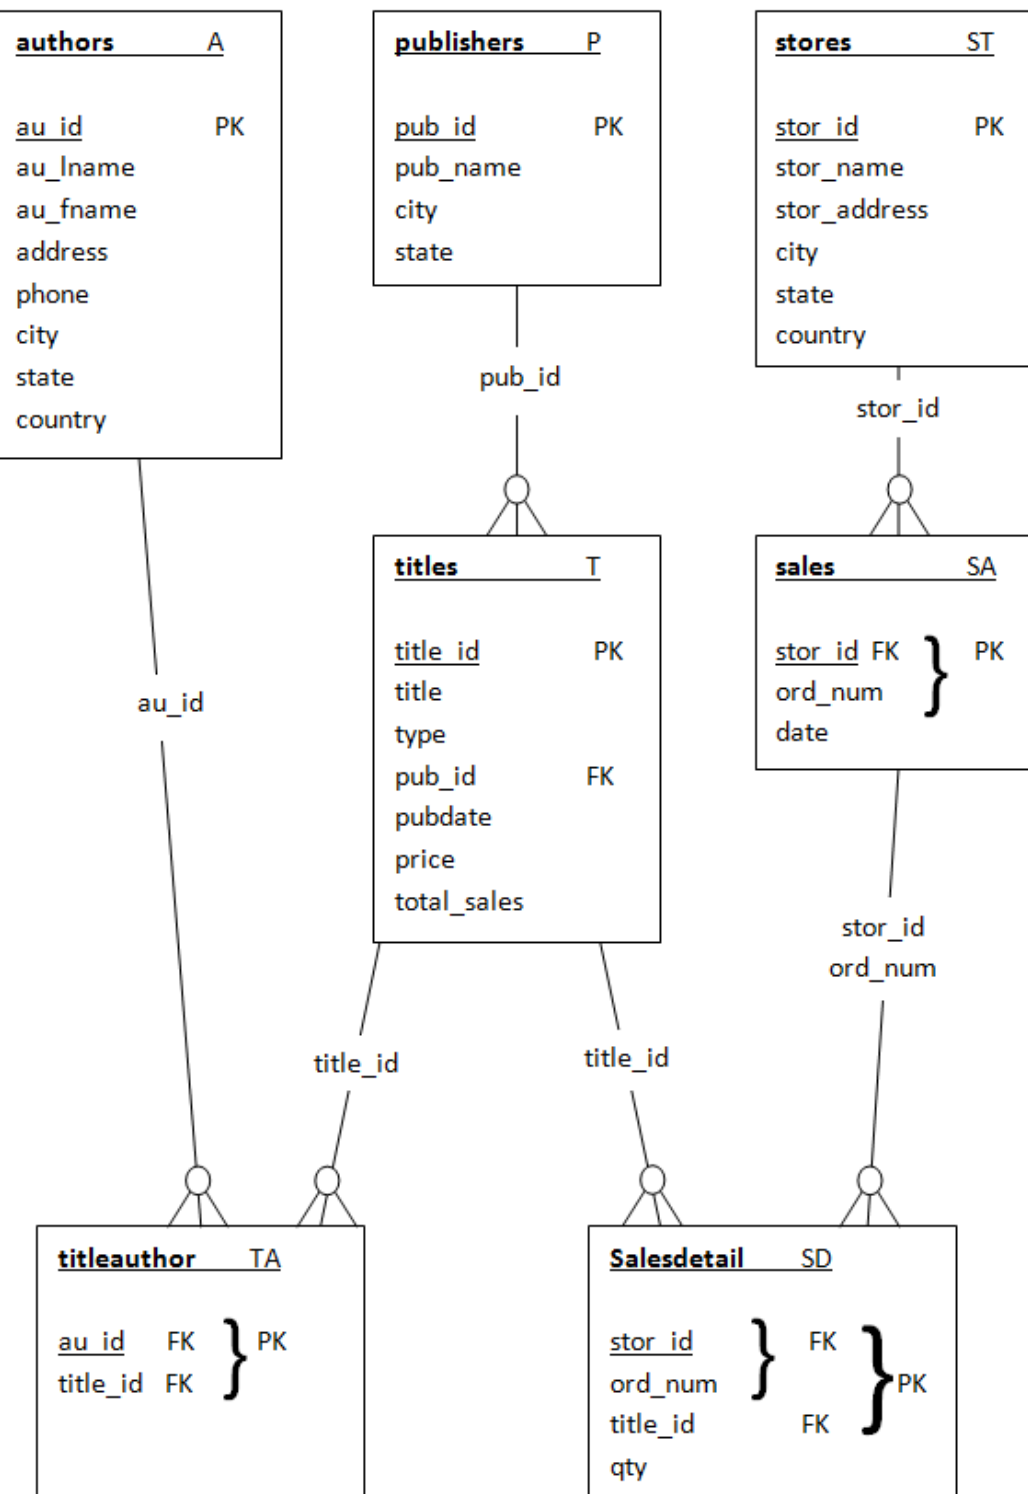 authors A
au_id PK
au_lname
au_fname
address
phone
city
state
country
publishers P
pub_id PK
pub_name
city
state
stores ST
stor_id PK
stor_name
stor_address
city
state
country
pub_id
stor_id
au_id
titles T
title_id PK
title
type
pub_id FK
pubdate
price
total_sales
sales SA
stor_id FK } PK
ord_num
date
stor_id
ord_num
title_id
title_id
titleauthor TA
au_id FK } PK
title_id FK
Salesdetail SD
stor_id } FK
ord_num } PK
title_id FK
qty